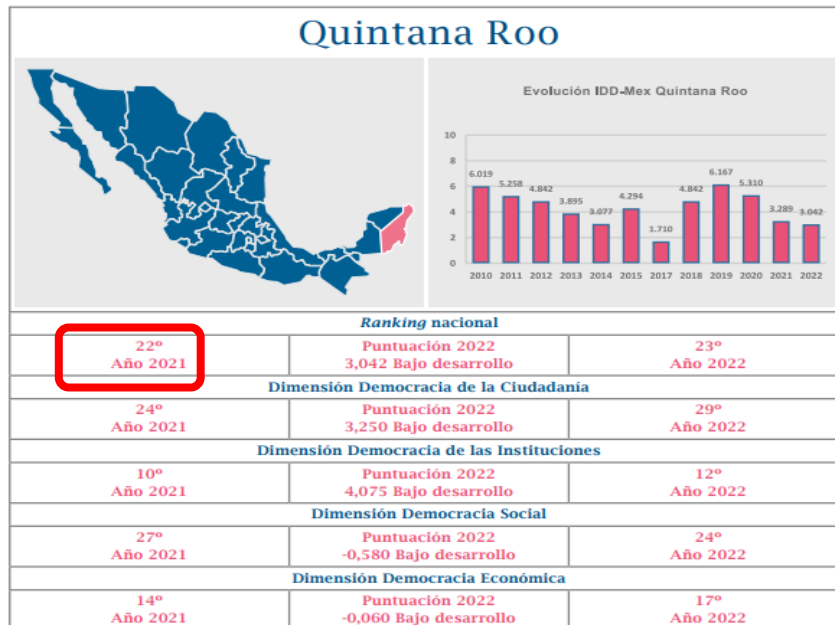 Quintana Roo
Evolución IDD-Mex Quintana Roo
10
8
6
4
2
0
6.019
5.258
4.842
3.895
3.077
4.294
1.710
4.842
6.167
5.310
3.289
3.042
2010 2011 2012 2013 2014 2015 2017 2018 2019 2020 2021 2022
Ranking nacional
22º Puntuación 2022 23º
Año 2021 3,042 Bajo desarrollo Año 2022
Dimensión Democracia de la Ciudadanía
24º Puntuación 2022 29º
Año 2021 3,250 Bajo desarrollo Año 2022
Dimensión Democracia de las Instituciones
10º Puntuación 2022 12º
Año 2021 4,075 Bajo desarrollo Año 2022
Dimensión Democracia Social
27º Puntuación 2022 24º
Año 2021 -0,580 Bajo desarrollo Año 2022
Dimensión Democracia Económica
14º Puntuación 2022 17º
Año 2021 -0,060 Bajo desarrollo Año 2022